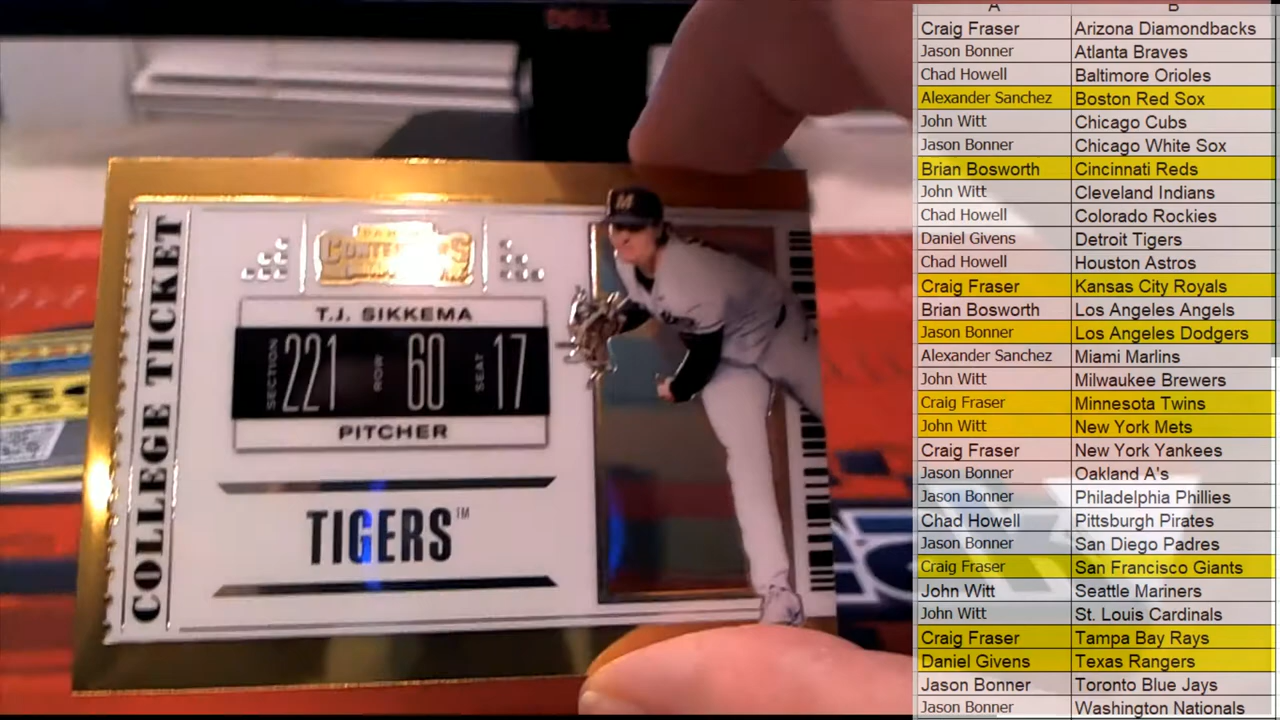 DELL
COLLEGE TICKET
PANINI
CONTENDERS
T.J. SIKKEMA
SECTION 221 ROW 60 SEAT 17
PITCHER
TIGERS™
M
A B
Craig Fraser Arizona Diamondbacks
Jason Bonner Atlanta Braves
Chad Howell Baltimore Orioles
Alexander Sanchez Boston Red Sox
John Witt Chicago Cubs
Jason Bonner Chicago White Sox
Brian Bosworth Cincinnati Reds
John Witt Cleveland Indians
Chad Howell Colorado Rockies
Daniel Givens Detroit Tigers
Chad Howell Houston Astros
Craig Fraser Kansas City Royals
Brian Bosworth Los Angeles Angels
Jason Bonner Los Angeles Dodgers
Alexander Sanchez Miami Marlins
John Witt Milwaukee Brewers
Craig Fraser Minnesota Twins
John Witt New York Mets
Craig Fraser New York Yankees
Jason Bonner Oakland A's
Jason Bonner Philadelphia Phillies
Chad Howell Pittsburgh Pirates
Jason Bonner San Diego Padres
Craig Fraser San Francisco Giants
John Witt Seattle Mariners
John Witt St. Louis Cardinals
Craig Fraser Tampa Bay Rays
Daniel Givens Texas Rangers
Jason Bonner Toronto Blue Jays
Jason Bonner Washington Nationals